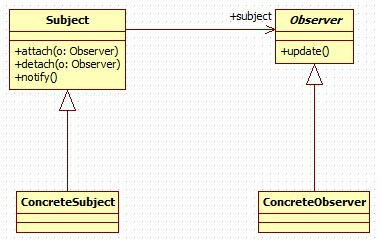 Subject
+attach(o: Observer)
+detach(o: Observer)
+notify()
+subject
Observer
+update()
ConcreteSubject
ConcreteObserver